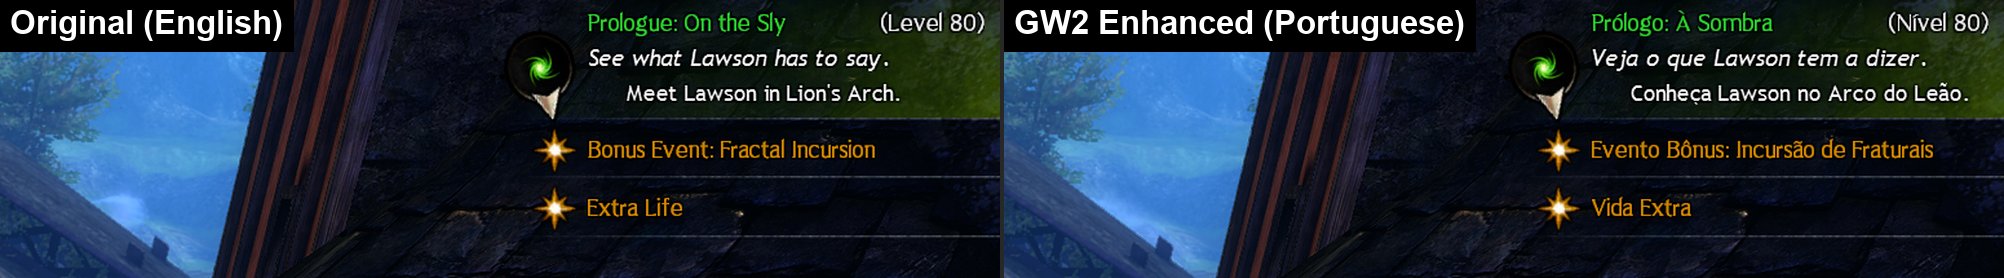 Original (English)
Prologue: On the Sly (Level 80)
See what Lawson has to say.
Meet Lawson in Lion's Arch.
Bonus Event: Fractal Incursion
Extra Life
GW2 Enhanced (Portuguese)
Prólogo: À Sombra (Nível 80)
Veja o que Lawson tem a dizer.
Conheça Lawson no Arco do Leão.
Evento Bônus: Incursão de Fraturais
Vida Extra